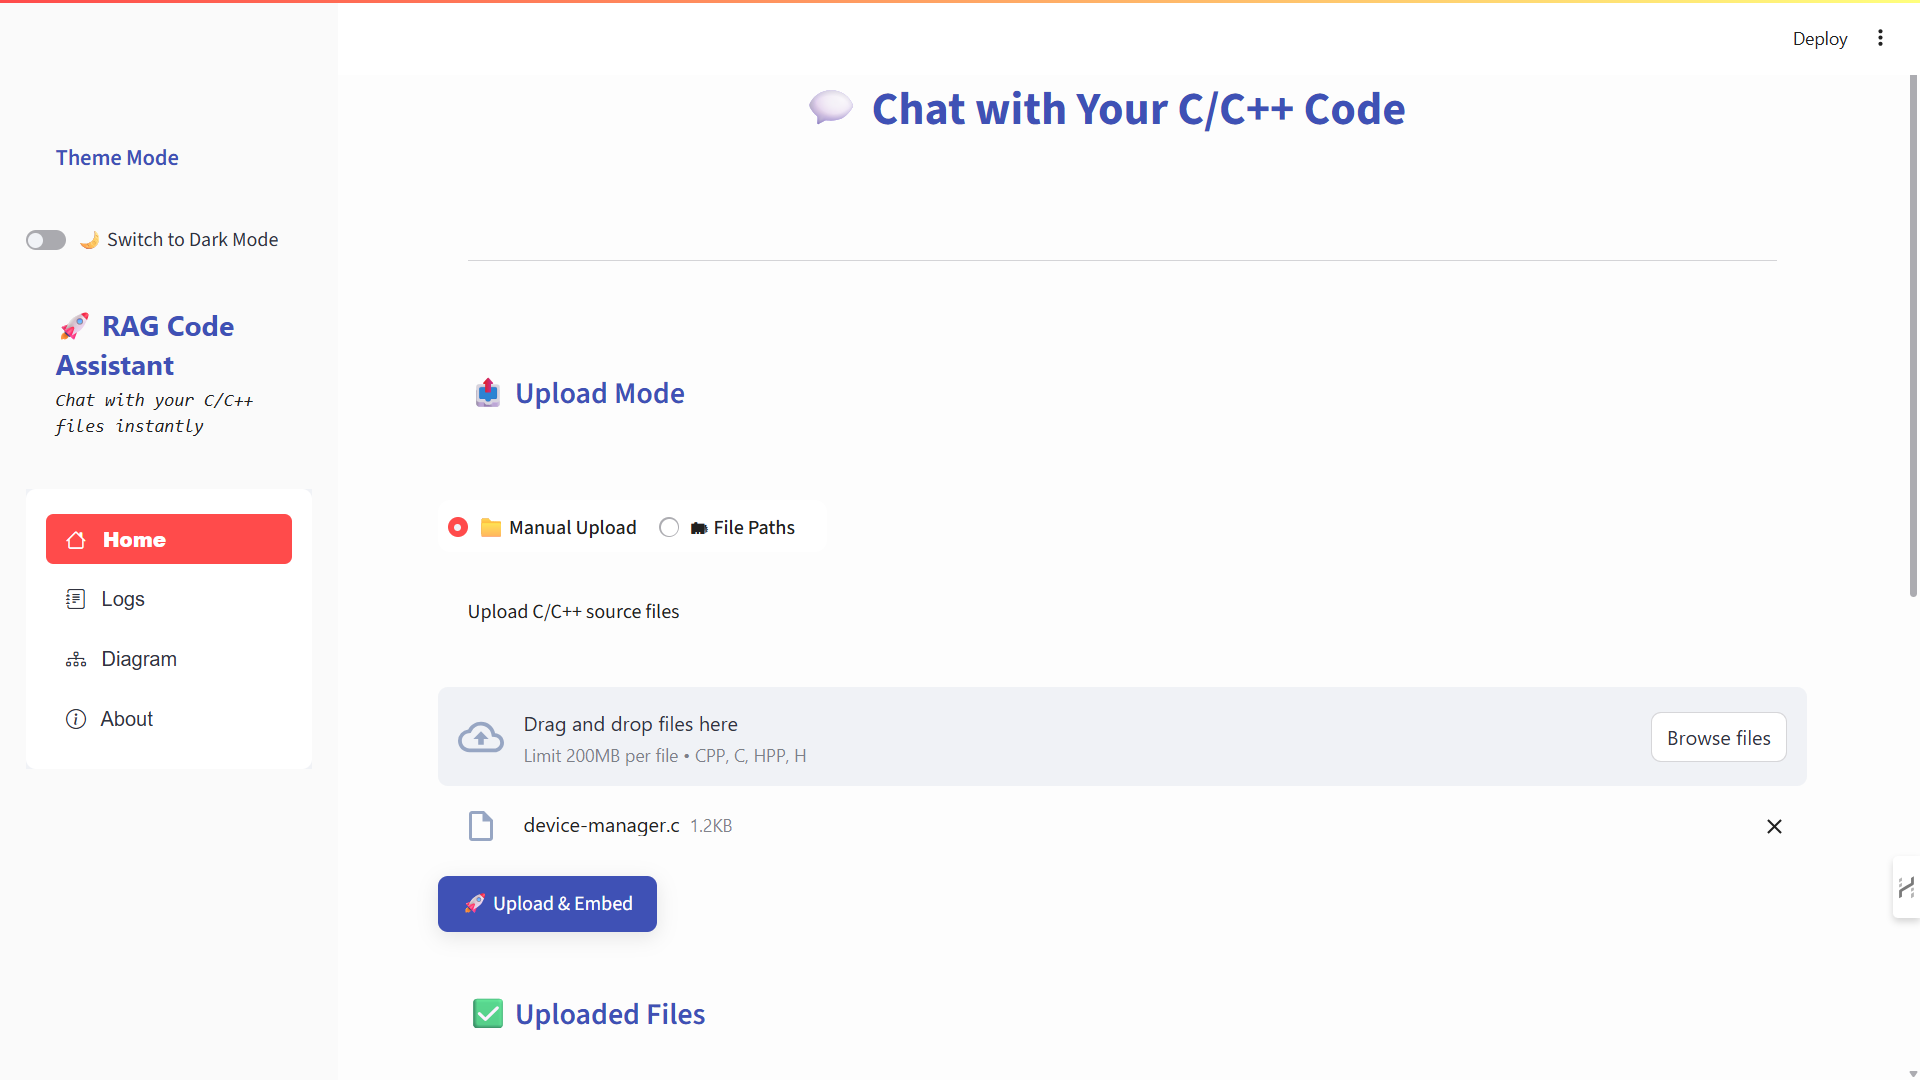 Deploy
Theme Mode
Switch to Dark Mode
RAG Code
Assistant
Chat with your C/C++
files instantly
Home
Logs
Diagram
About
Chat with Your C/C++ Code
Upload Mode
Manual Upload File Paths
Upload C/C++ source files
Drag and drop files here
Limit 200MB per file • CPP, C, HPP, H
Browse files
device-manager.c 1.2KB
Upload & Embed
Uploaded Files